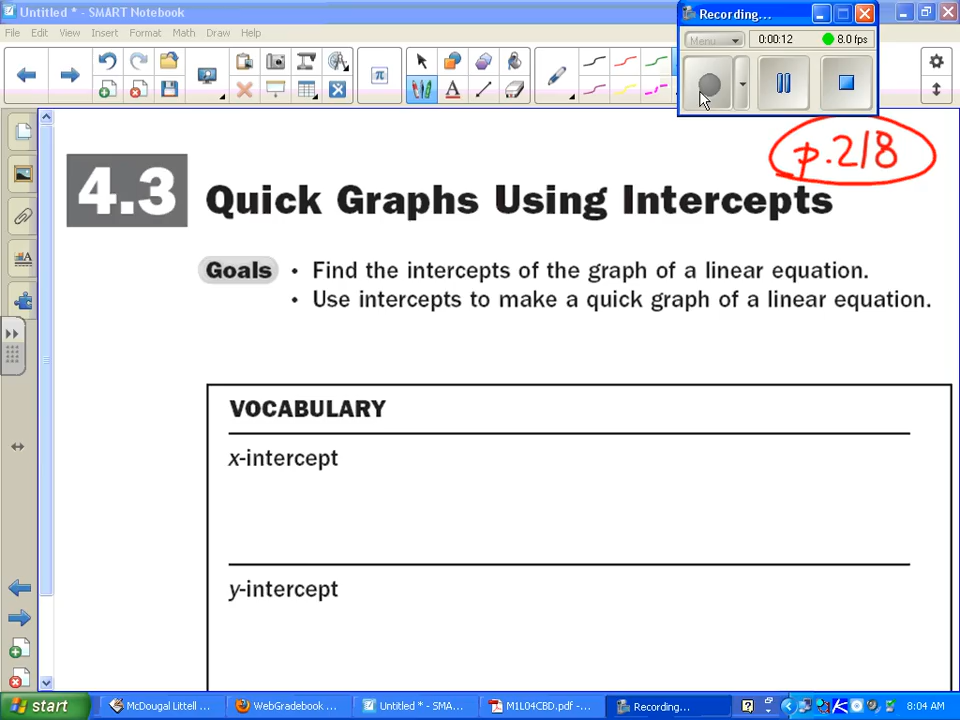 Untitled * - SMART Notebook
Recording...
File Edit View Insert Format Math Draw Help
Menu
0:00:12
8.0 fps
π
A
p.218
4.3 Quick Graphs Using Intercepts
Goals • Find the intercepts of the graph of a linear equation.
• Use intercepts to make a quick graph of a linear equation.
VOCABULARY
x-intercept
y-intercept
start
McDougal Littell ...
WebGradebook ...
Untitled * - SMA...
M1L04CBD.pdf -...
Recording...
8:04 AM